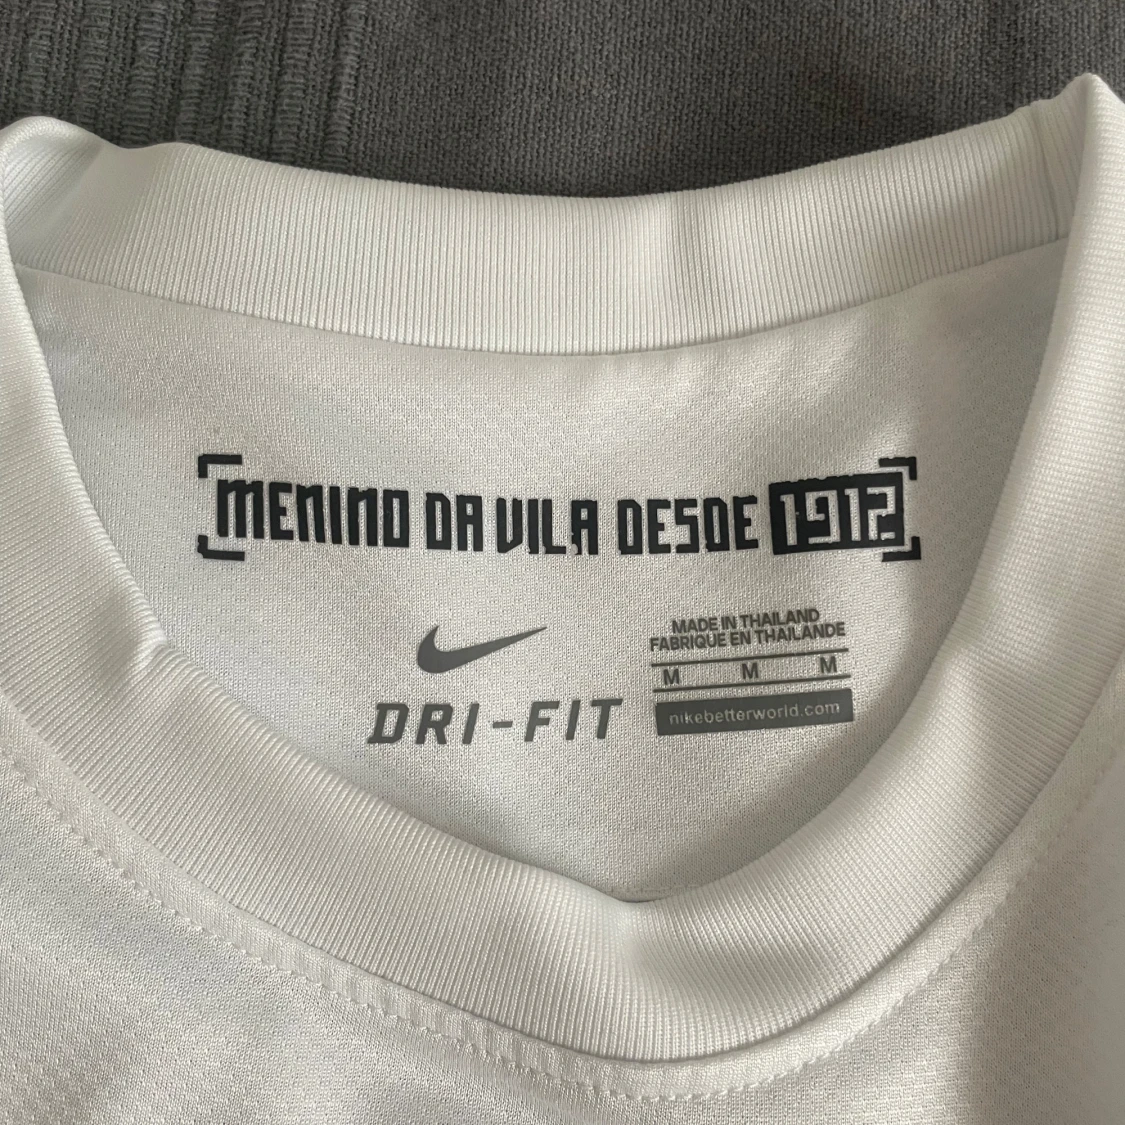 MENINO DA VILA DESDE 1912
DRI-FIT
MADE IN THAILAND
FABRIQUE EN THAILANDE
M M M
nikebetterworld.com